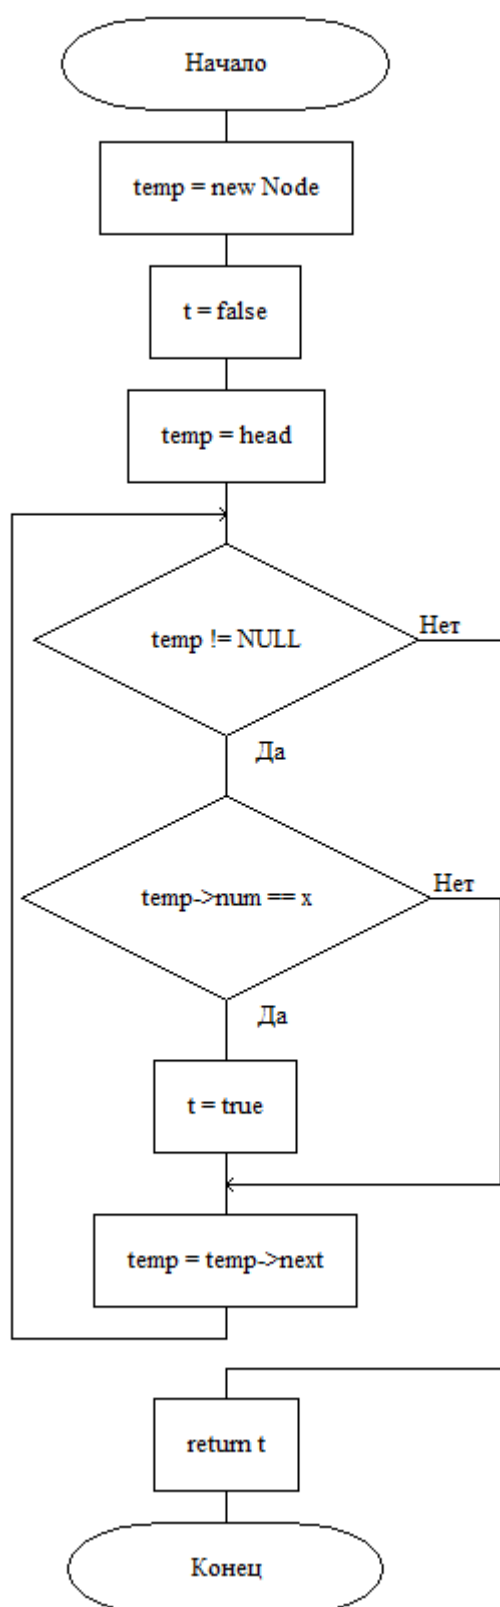 Начало
temp = new Node
t = false
temp = head
temp != NULL
Нет
Да
temp->num == x
Нет
Да
t = true
temp = temp->next
return t
Конец